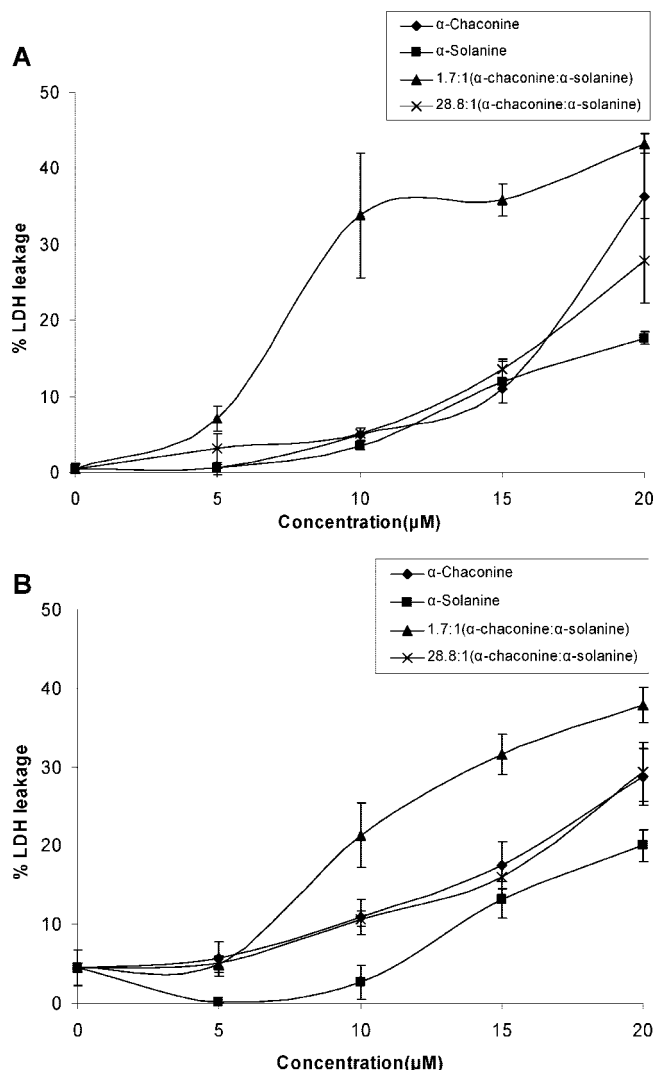 A
α-Chaconine
α-Solanine
1.7:1(α-chaconine:α-solanine)
28.8:1(α-chaconine:α-solanine)
50
40
30
20
10
0
% LDH leakage
0 5 10 15 20
Concentration(µM)
B
α-Chaconine
α-Solanine
1.7:1(α-chaconine:α-solanine)
28.8:1(α-chaconine:α-solanine)
50
40
30
20
10
0
% LDH leakage
0 5 10 15 20
Concentration(µM)